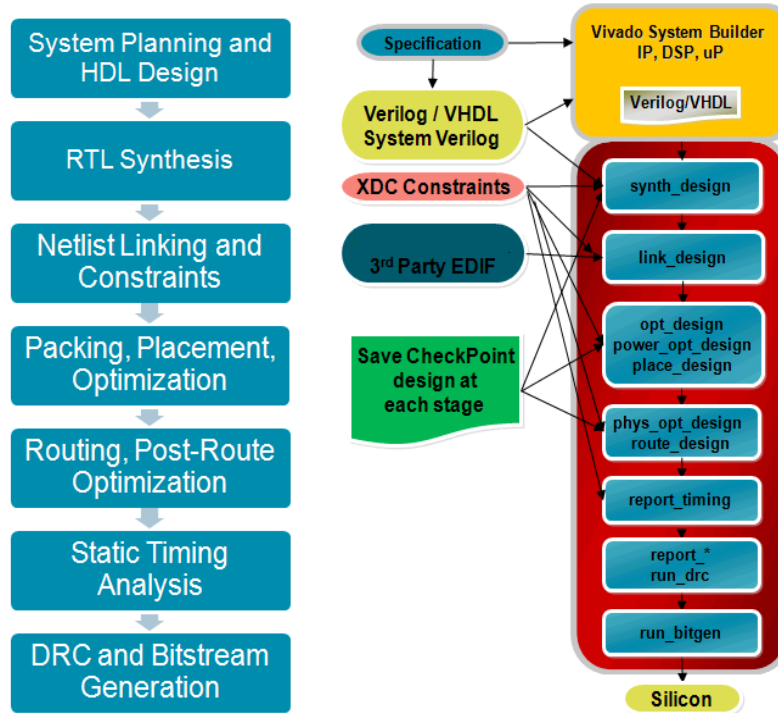 System Planning and
HDL Design
RTL Synthesis
Netlist Linking and
Constraints
Packing, Placement,
Optimization
Routing, Post-Route
Optimization
Static Timing
Analysis
DRC and Bitstream
Generation
Specification
Verilog / VHDL
System Verilog
XDC Constraints
3rd Party EDIF
Save CheckPoint
design at
each stage
Vivado System Builder
IP, DSP, uP
Verilog/VHDL
synth_design
link_design
opt_design
power_opt_design
place_design
phys_opt_design
route_design
report_timing
report_*
run_drc
run_bitgen
Silicon